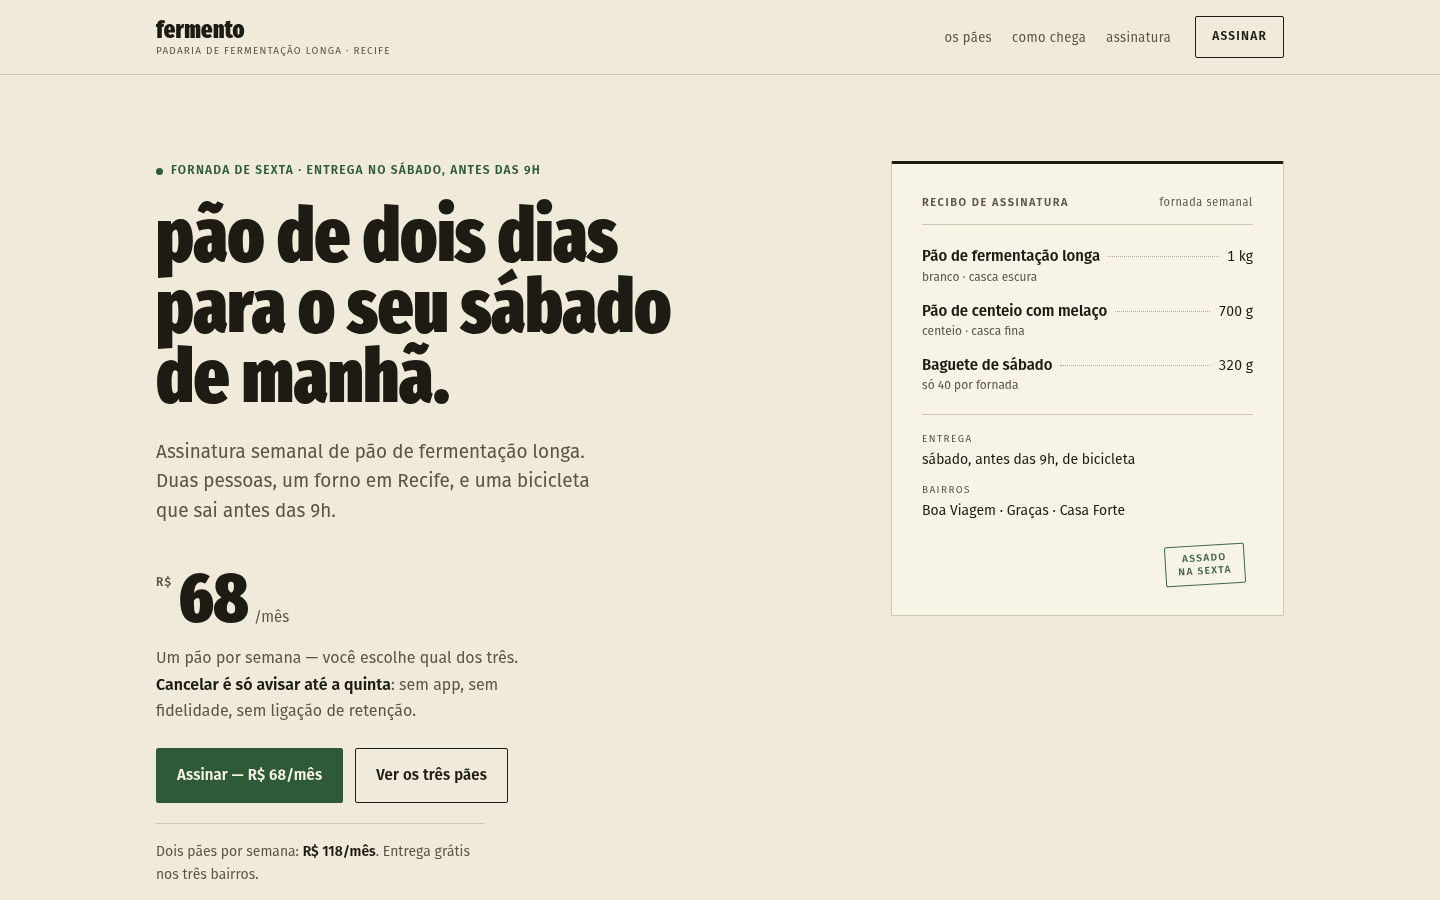 fermento
PADARIA DE FERMENTAÇÃO LONGA · RECIFE
os pães
como chega
assinatura
ASSINAR
FORNADA DE SEXTA · ENTREGA NO SÁBADO, ANTES DAS 9H
pão de dois dias
para o seu sábado
de manhã.
Assinatura semanal de pão de fermentação longa.
Duas pessoas, um forno em Recife, e uma bicicleta
que sai antes das 9h.
R$ 68 /mês
Um pão por semana — você escolhe qual dos três.
Cancelar é só avisar até a quinta: sem app, sem
fidelidade, sem ligação de retenção.
Assinar — R$ 68/mês
Ver os três pães
Dois pães por semana: R$ 118/mês. Entrega grátis
nos três bairros.
RECIBO DE ASSINATURA
fornada semanal
Pão de fermentação longa 1 kg
branco · casca escura
Pão de centeio com melaço 700 g
centeio · casca fina
Baguete de sábado 320 g
só 40 por fornada
ENTREGA
sábado, antes das 9h, de bicicleta
BAIRROS
Boa Viagem · Graças · Casa Forte
ASSADO
NA SEXTA